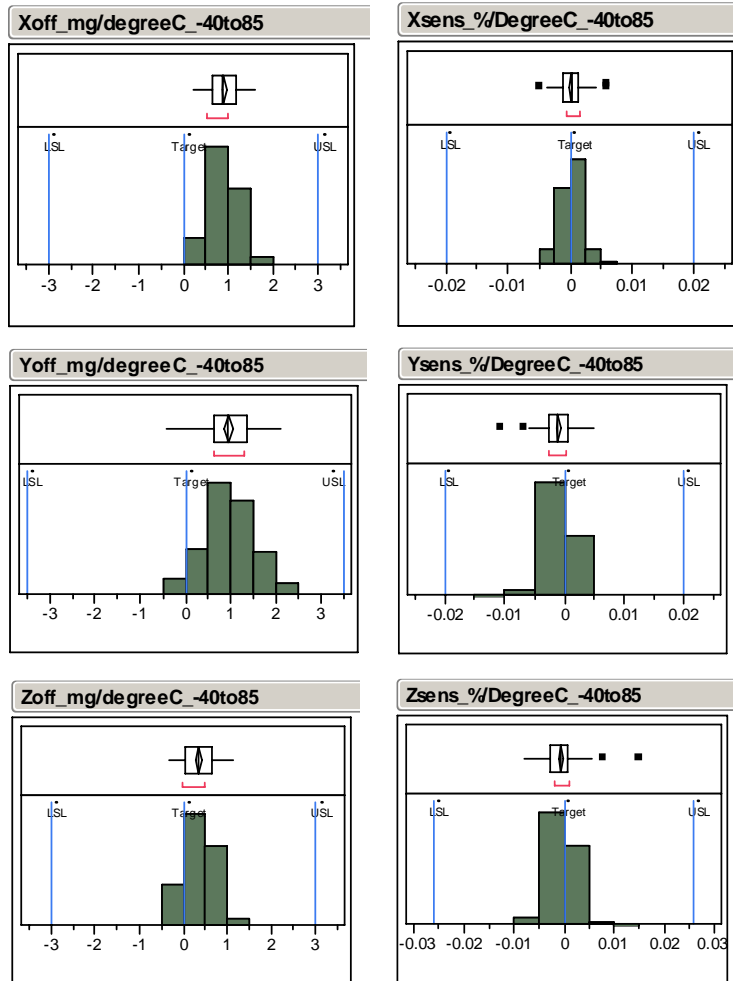 Xoff_mg/degreeC_-40to85
LSL Target USL
-3 -2 -1 0 1 2 3
Xsens_%/DegreeC_-40to85
LSL Target USL
-0.02 -0.01 0 0.01 0.02
Yoff_mg/degreeC_-40to85
LSL Target USL
-3 -2 -1 0 1 2 3
Ysens_%/DegreeC_-40to85
LSL Target USL
-0.02 -0.01 0 0.01 0.02
Zoff_mg/degreeC_-40to85
LSL Target USL
-3 -2 -1 0 1 2 3
Zsens_%/DegreeC_-40to85
LSL Target USL
-0.03 -0.02 -0.01 0 0.01 0.02 0.03